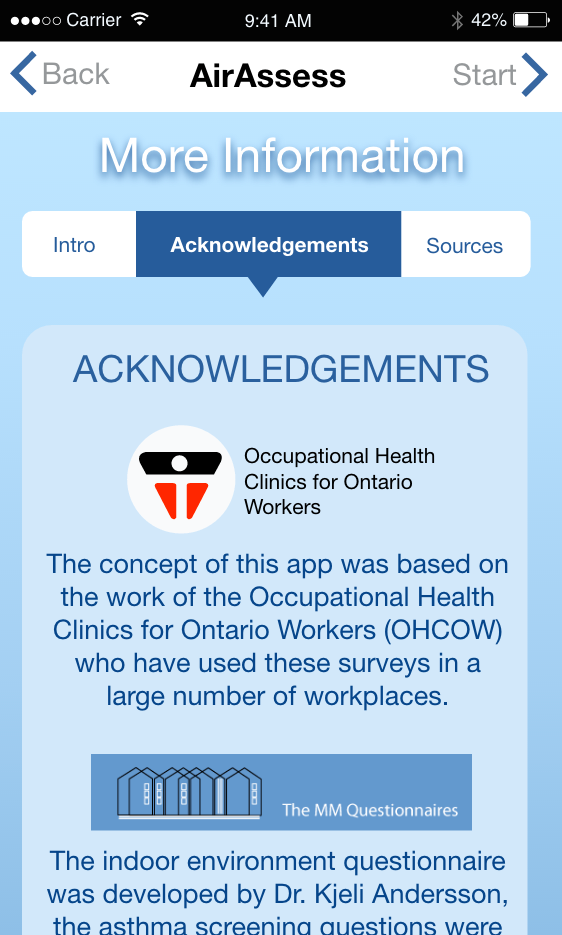 ●●●○○ Carrier 9:41 AM 42%
Back AirAssess Start
More Information
Intro Acknowledgements Sources
ACKNOWLEDGEMENTS
Occupational Health
Clinics for Ontario
Workers
The concept of this app was based on
the work of the Occupational Health
Clinics for Ontario Workers (OHCOW)
who have used these surveys in a
large number of workplaces.
The MM Questionnaires
The indoor environment questionnaire
was developed by Dr. Kjeli Andersson,
the asthma screening questions were